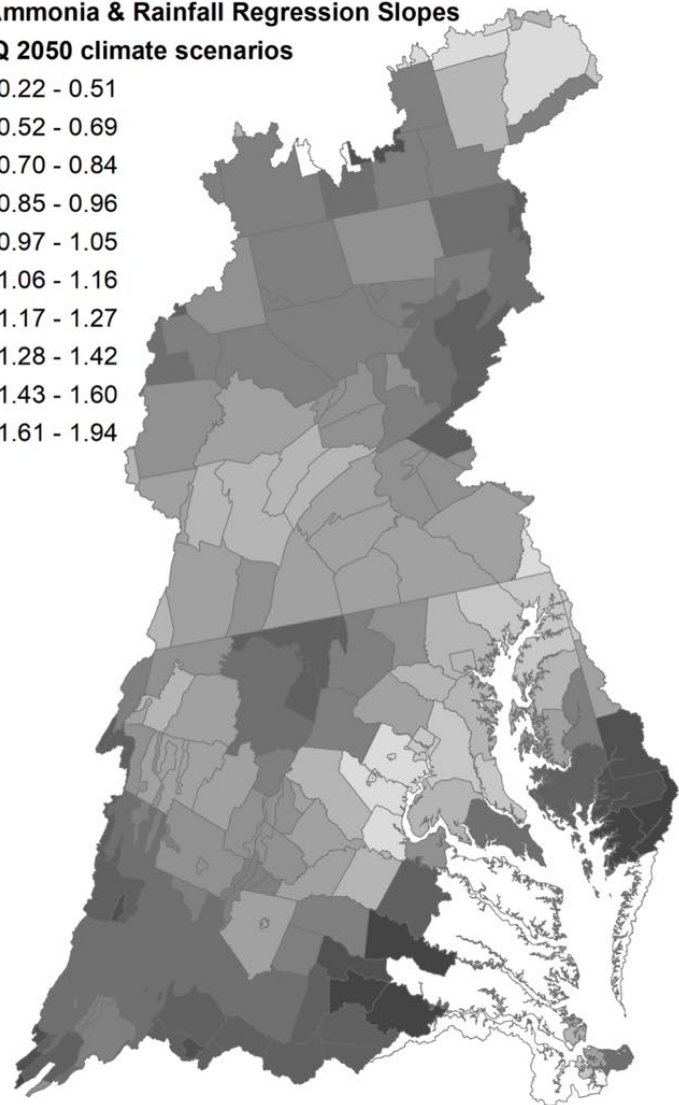 Ammonia & Rainfall Regression Slopes
Q 2050 climate scenarios
0.22 - 0.51
0.52 - 0.69
0.70 - 0.84
0.85 - 0.96
0.97 - 1.05
1.06 - 1.16
1.17 - 1.27
1.28 - 1.42
1.43 - 1.60
1.61 - 1.94